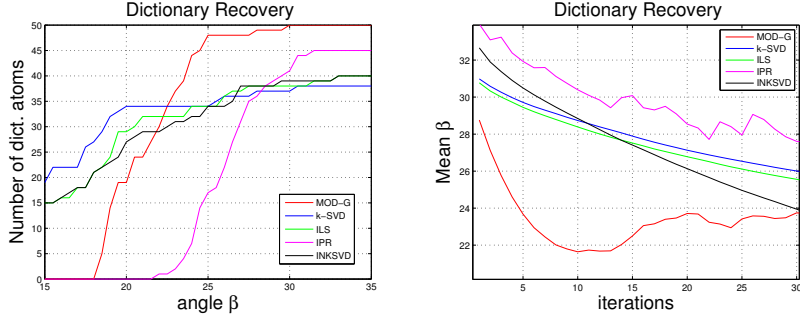 Dictionary Recovery
Number of dict. atoms
50
45
40
35
30
25
20
15
10
5
0
15
20
25
30
35
angle β
MOD-G
k-SVD
ILS
IPR
INKSVD
Dictionary Recovery
Mean β
32
30
28
26
24
22
5
10
15
20
25
30
iterations
MOD-G
k-SVD
ILS
IPR
INKSVD